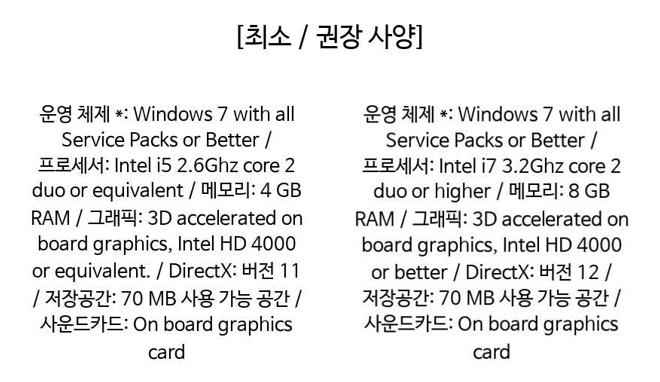 [최소 / 권장 사양]
운영 체제 *: Windows 7 with all
Service Packs or Better /
프로세서: Intel i5 2.6Ghz core 2
duo or equivalent / 메모리: 4 GB
RAM / 그래픽: 3D accelerated on
board graphics, Intel HD 4000
or equivalent. / DirectX: 버전 11
/ 저장공간: 70 MB 사용 가능 공간 /
사운드카드: On board graphics
card
운영 체제 *: Windows 7 with all
Service Packs or Better /
프로세서: Intel i7 3.2Ghz core 2
duo or higher / 메모리: 8 GB
RAM / 그래픽: 3D accelerated on
board graphics, Intel HD 4000
or better / DirectX: 버전 12 /
저장공간: 70 MB 사용 가능 공간 /
사운드카드: On board graphics
card